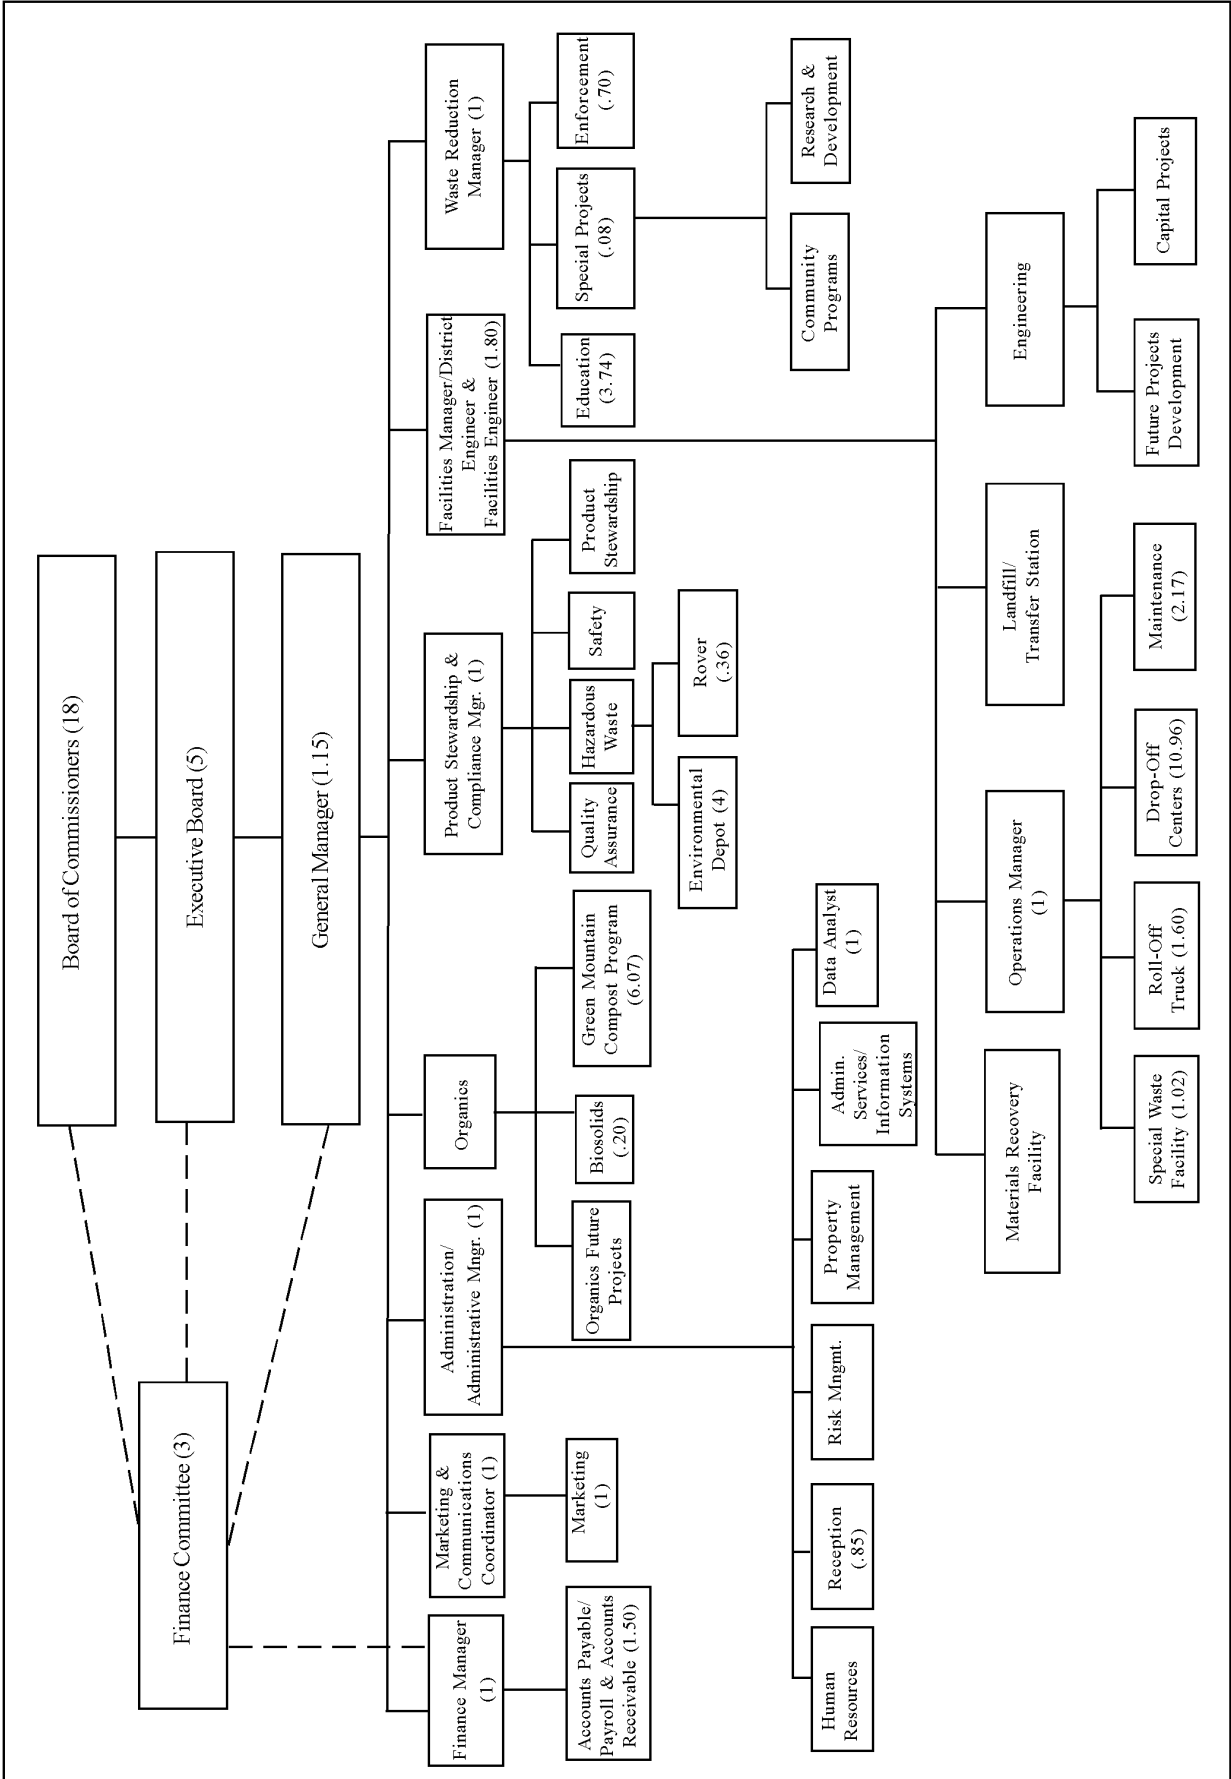 Board of Commissioners (18)
Finance Committee (3)
Executive Board (5)
General Manager (1.15)
Finance Manager
(1)
Marketing &
Communications
Coordinator (1)
Administration/
Administrative Mngr. (1)
Organics
Product Stewardship &
Compliance Mgr. (1)
Facilities Manager/District
Engineer &
Facilities Engineer (1.80)
Waste Reduction
Manager (1)
Accounts Payable/
Payroll & Accounts
Receivable (1.50)
Marketing
(1)
Organics Future
Projects
Biosolids
(.20)
Green Mountain
Compost Program
(6.07)
Quality
Assurance
Hazardous
Waste
Safety
Product
Stewardship
Education
(3.74)
Special Projects
(.08)
Enforcement
(.70)
Environmental
Depot (4)
Rover
(.36)
Community
Programs
Research &
Development
Human
Resources
Reception
(.85)
Risk Mngmt.
Property
Management
Admin.
Services/
Information
Systems
Data Analyst
(1)
Materials Recovery
Facility
Operations Manager
(1)
Landfill/
Transfer Station
Engineering
Special Waste
Facility (1.02)
Roll-Off
Truck (1.60)
Drop-Off
Centers (10.96)
Maintenance
(2.17)
Future Projects
Development
Capital Projects